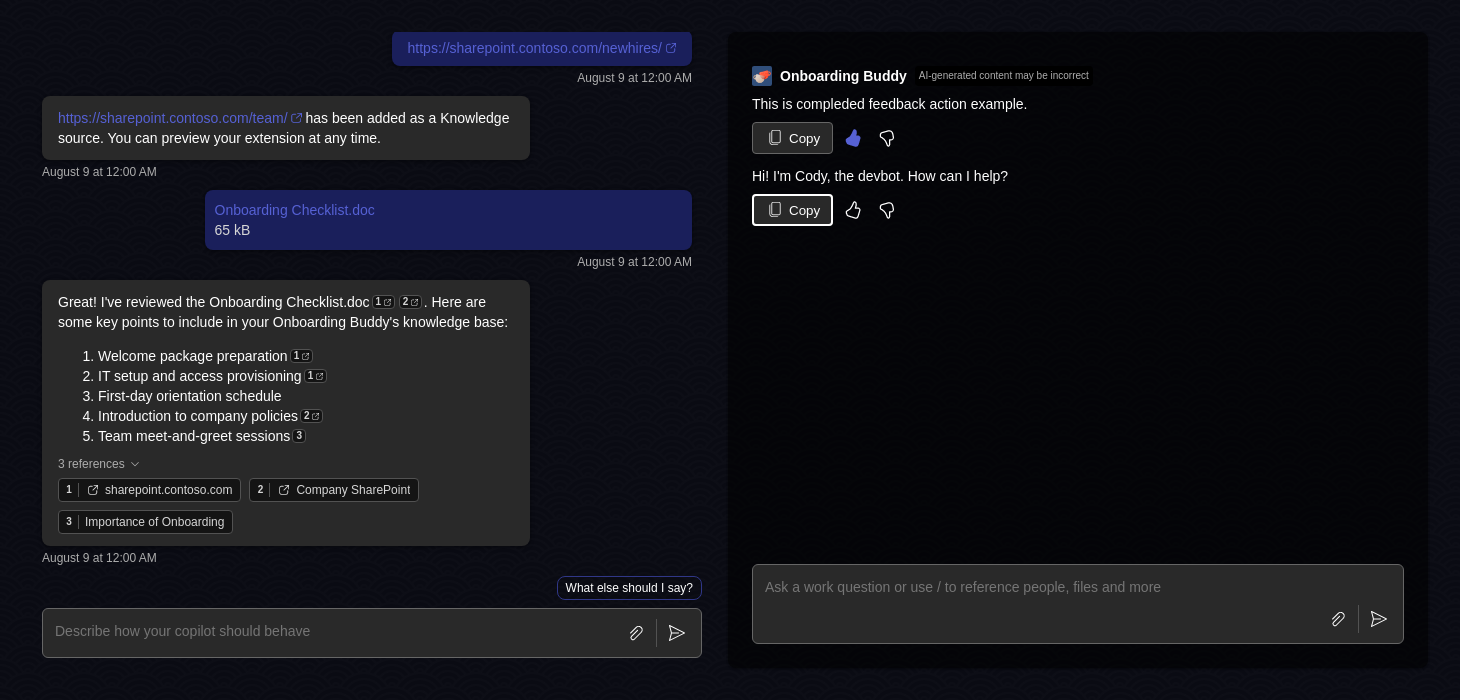 https://sharepoint.contoso.com/newhires/
August 9 at 12:00 AM
https://sharepoint.contoso.com/team/ has been added as a Knowledge
source. You can preview your extension at any time.
August 9 at 12:00 AM
Onboarding Checklist.doc
65 kB
August 9 at 12:00 AM
Great! I've reviewed the Onboarding Checklist.doc 1 2 . Here are
some key points to include in your Onboarding Buddy's knowledge base:
1. Welcome package preparation 1
2. IT setup and access provisioning 1
3. First-day orientation schedule
4. Introduction to company policies 2
5. Team meet-and-greet sessions 3
3 references
1 sharepoint.contoso.com 2 Company SharePoint
3 Importance of Onboarding
August 9 at 12:00 AM
What else should I say?
Describe how your copilot should behave
Onboarding Buddy AI-generated content may be incorrect
This is compleded feedback action example.
Copy
Hi! I'm Cody, the devbot. How can I help?
Copy
Ask a work question or use / to reference people, files and more